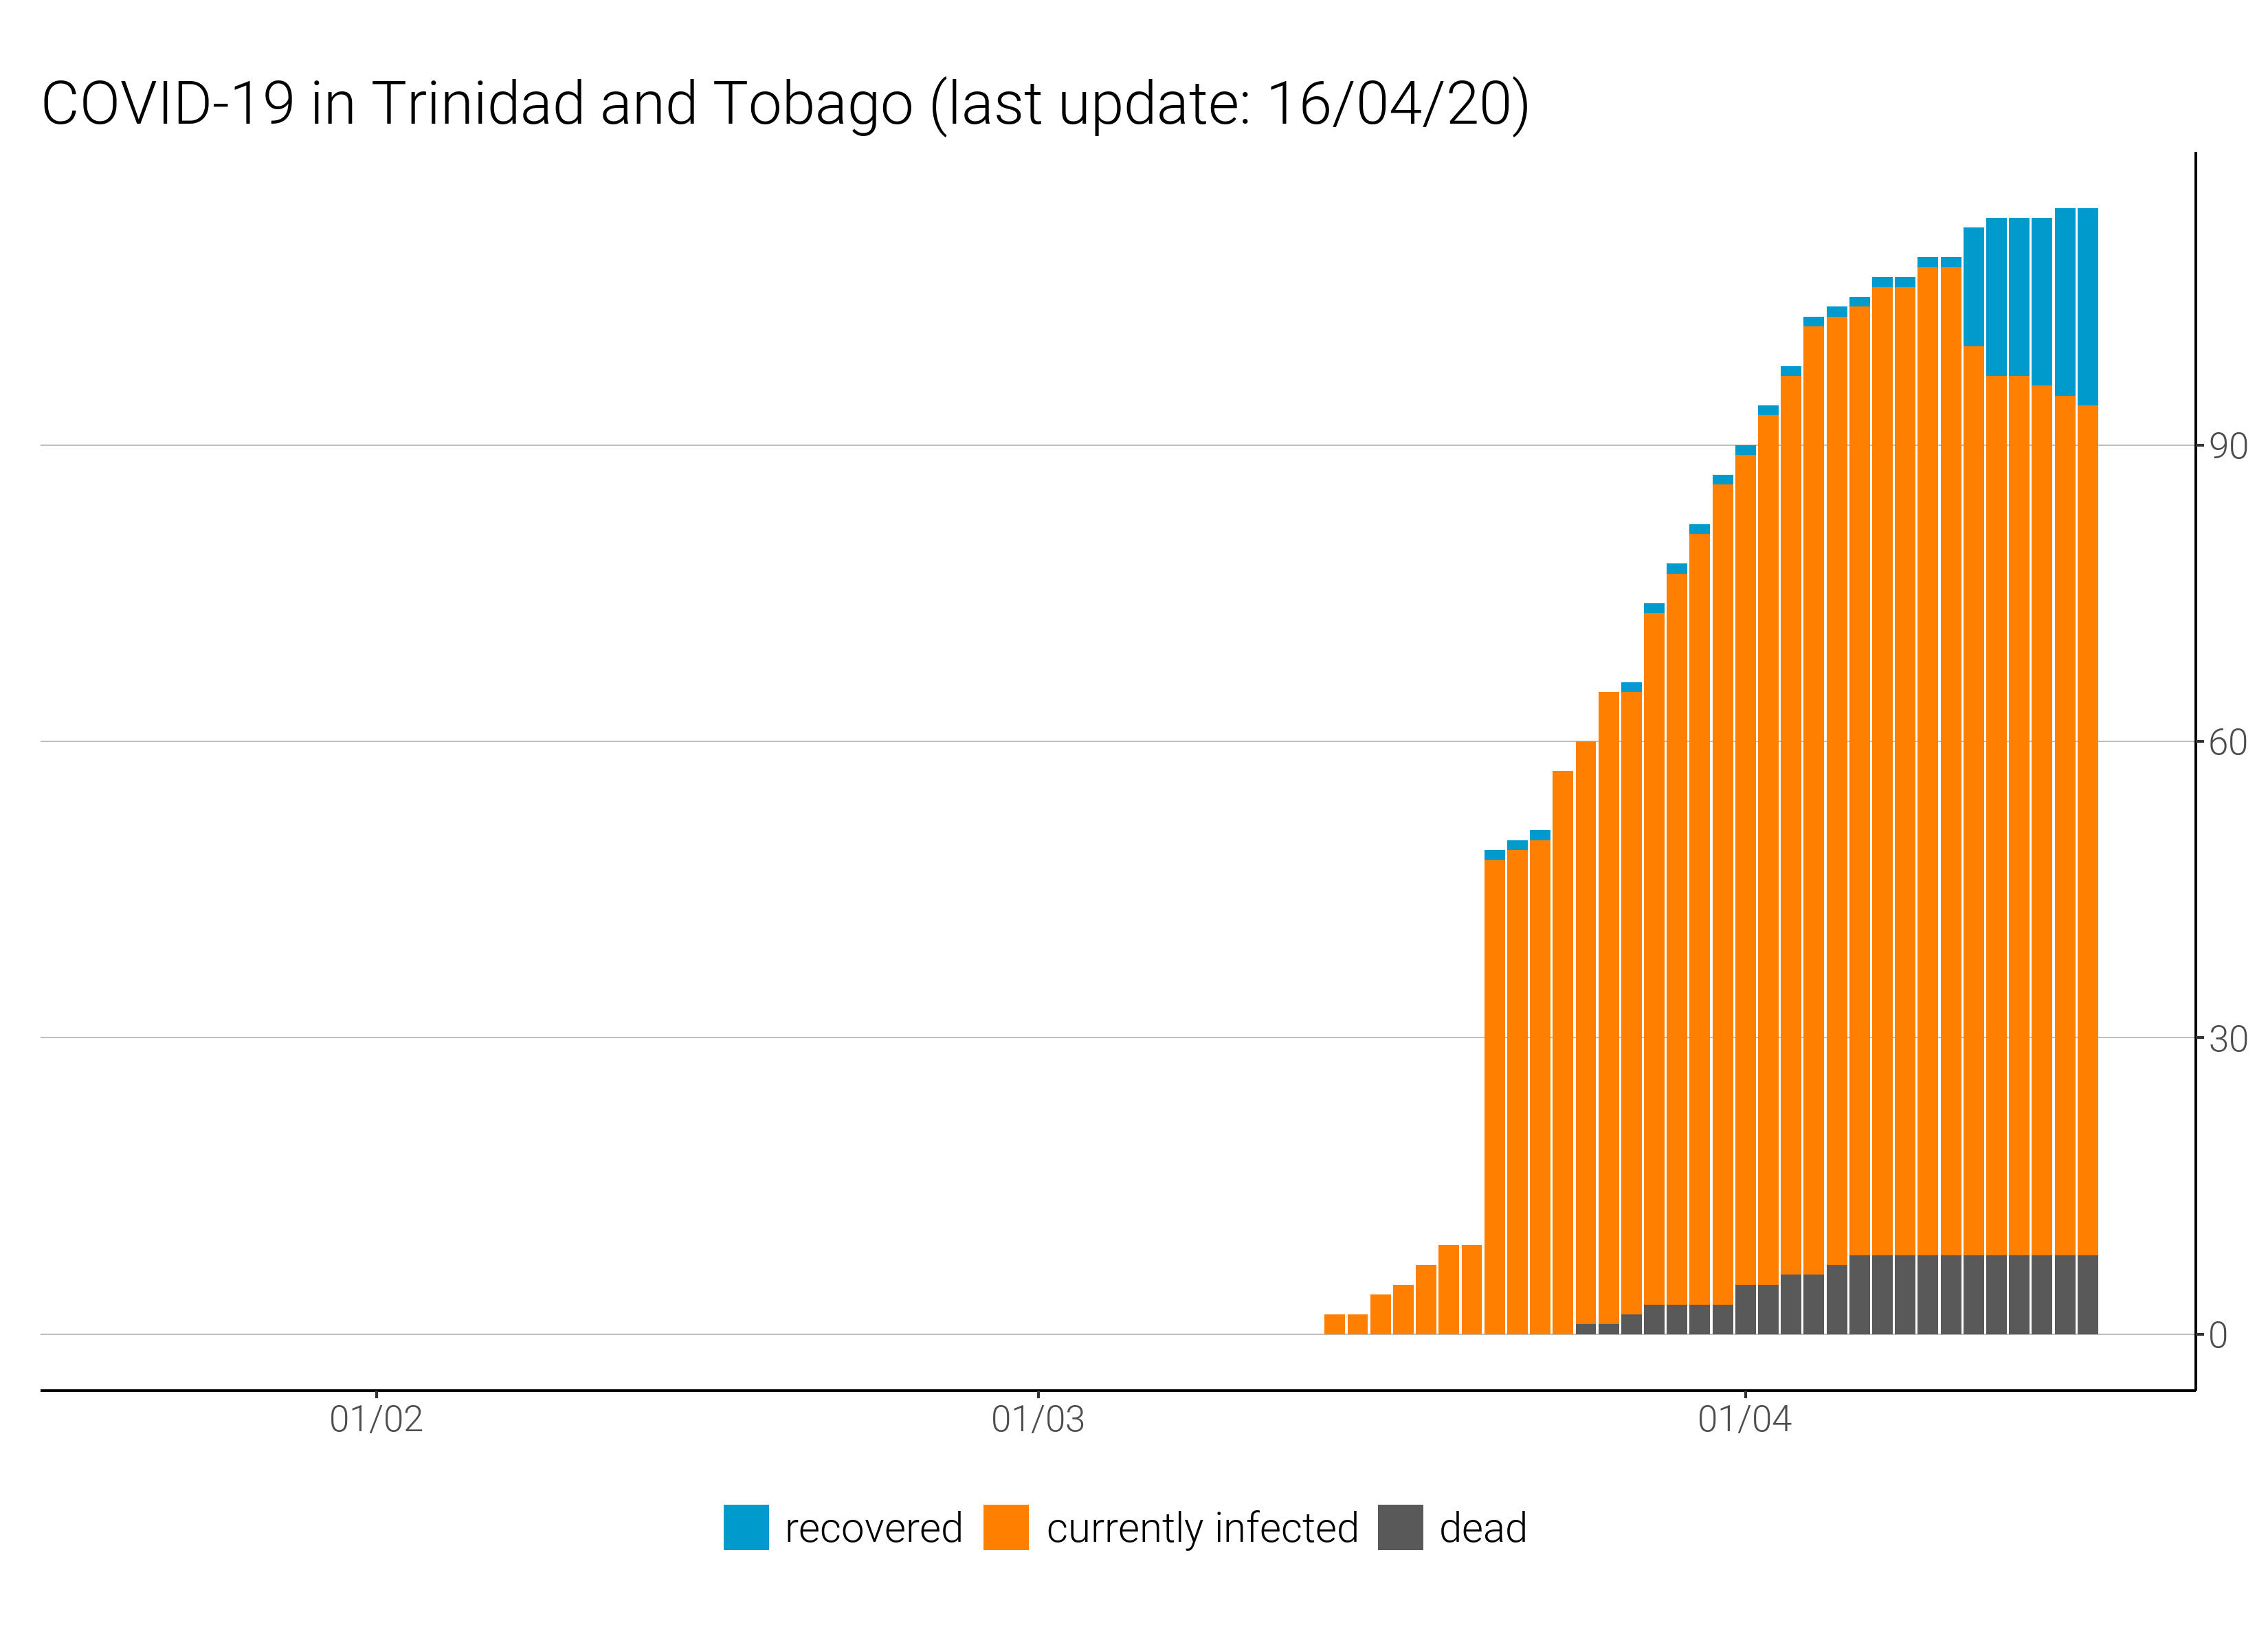 COVID-19 in Trinidad and Tobago (last update: 16/04/20)
90
60
30
0
01/02 01/03 01/04
recovered currently infected dead